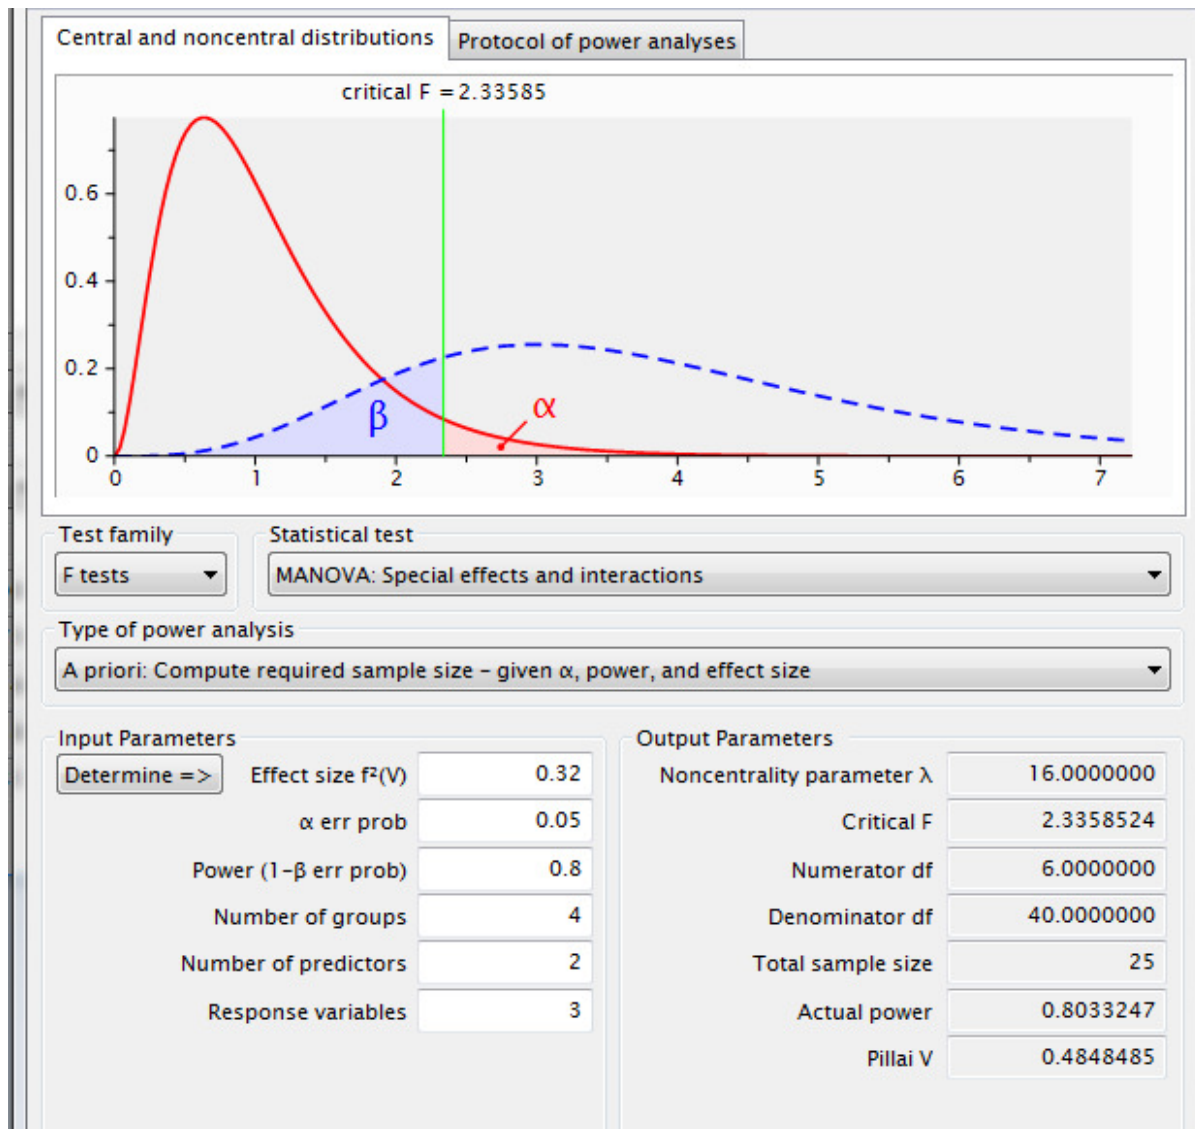 Central and noncentral distributions
Protocol of power analyses
critical F = 2.33585
0.6
0.4
0.2
0
β
α
0 1 2 3 4 5 6 7
Test family
Statistical test
F tests
MANOVA: Special effects and interactions
Type of power analysis
A priori: Compute required sample size – given α, power, and effect size
Input Parameters
Determine =>
Effect size f²(V) 0.32
α err prob 0.05
Power (1–β err prob) 0.8
Number of groups 4
Number of predictors 2
Response variables 3
Output Parameters
Noncentrality parameter λ 16.0000000
Critical F 2.3358524
Numerator df 6.0000000
Denominator df 40.0000000
Total sample size 25
Actual power 0.8033247
Pillai V 0.4848485